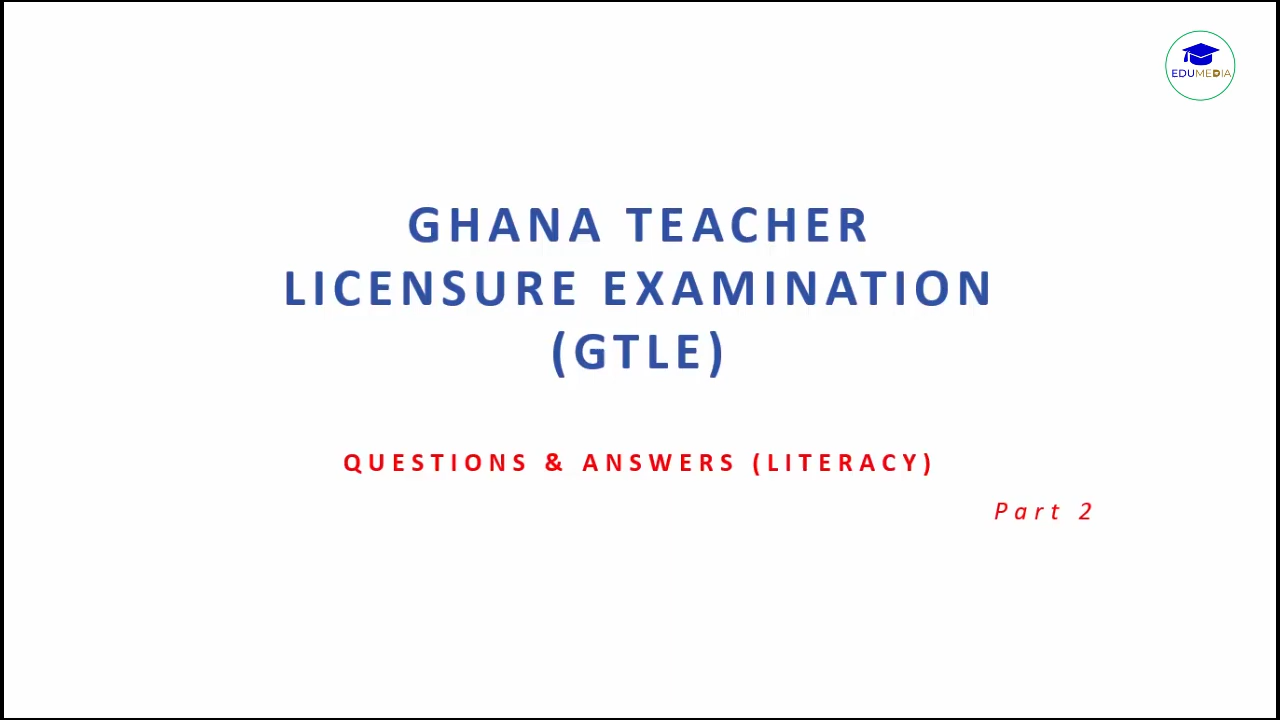 EDUMEDIA
GHANA TEACHER
LICENSURE EXAMINATION
(GTLE)
QUESTIONS & ANSWERS (LITERACY)
Part 2